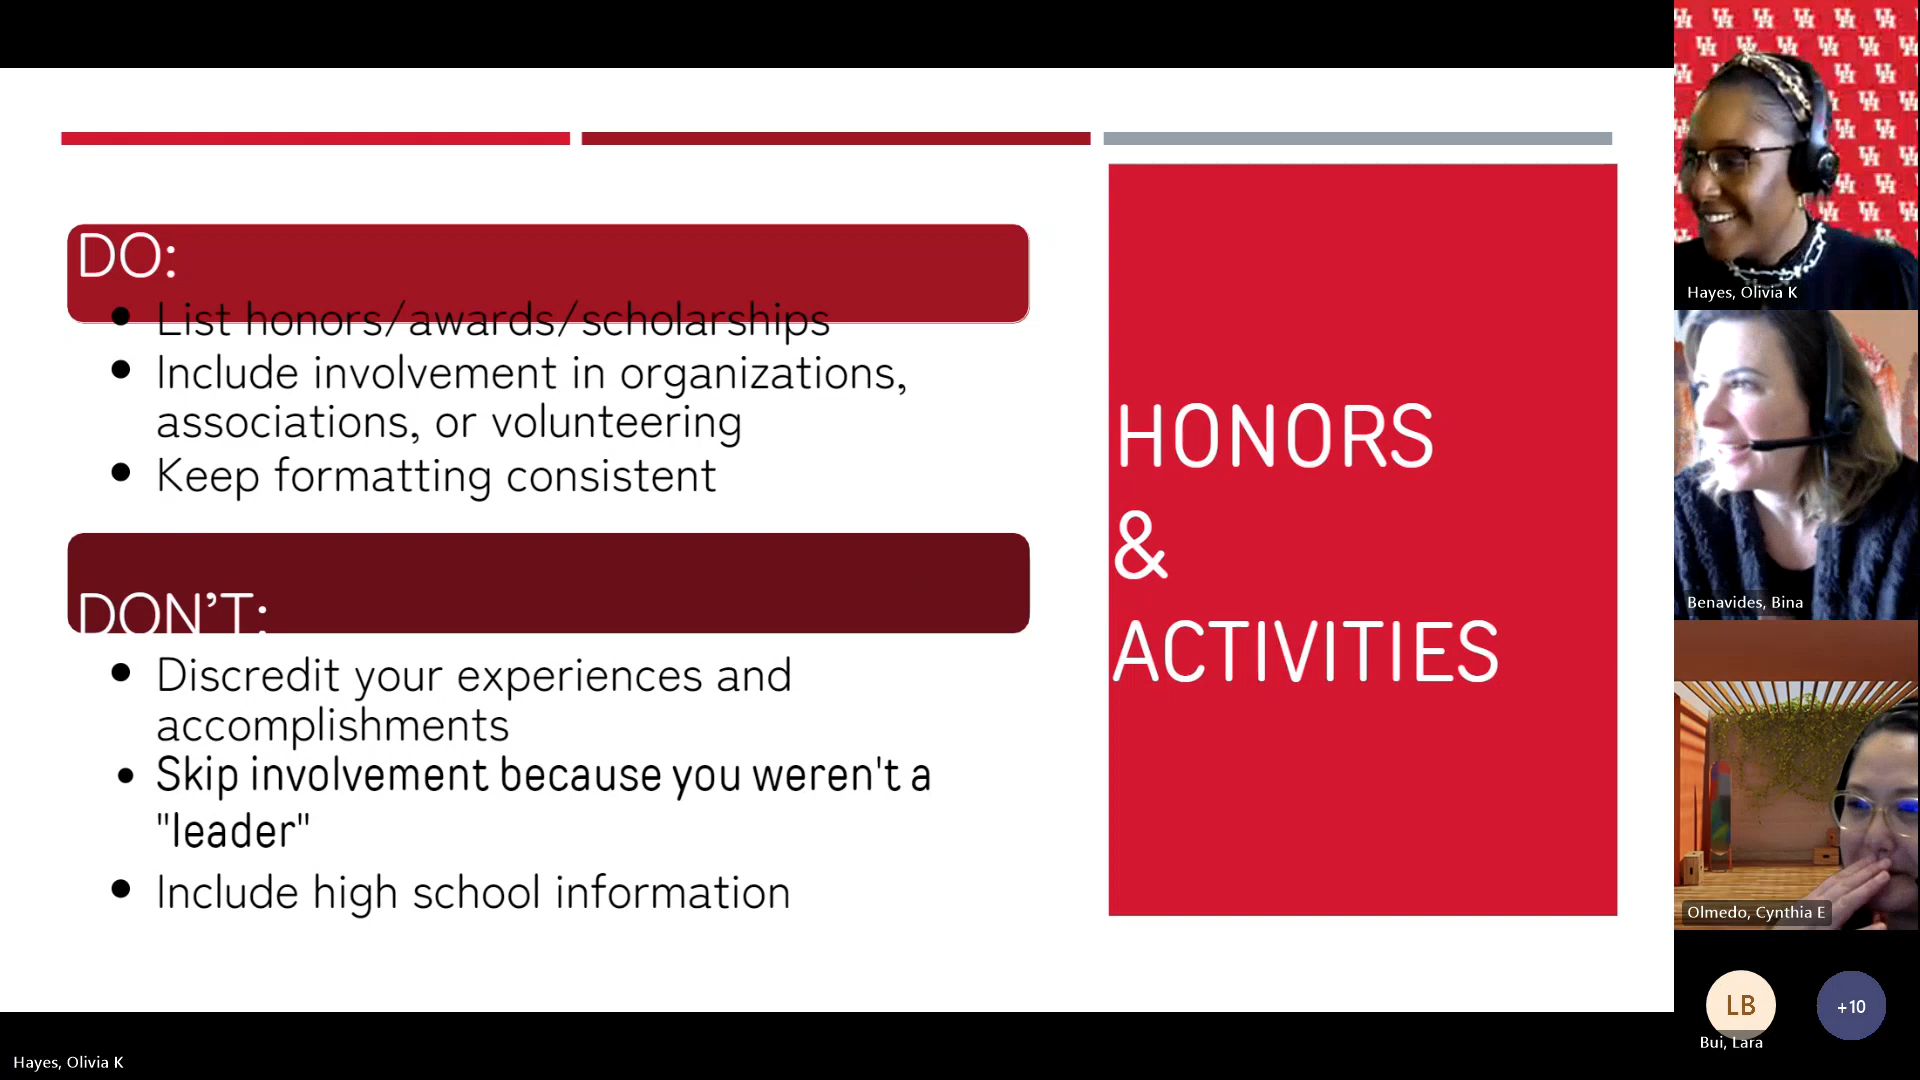 DO:
• List honors/awards/scholarships
• Include involvement in organizations,
associations, or volunteering
• Keep formatting consistent
DON’T:
• Discredit your experiences and
accomplishments
• Skip involvement because you weren't a
"leader"
• Include high school information
HONORS
&
ACTIVITIES
Hayes, Olivia K
Benavides, Bina
Olmedo, Cynthia E
LB
Bui, Lara
+10
Hayes, Olivia K